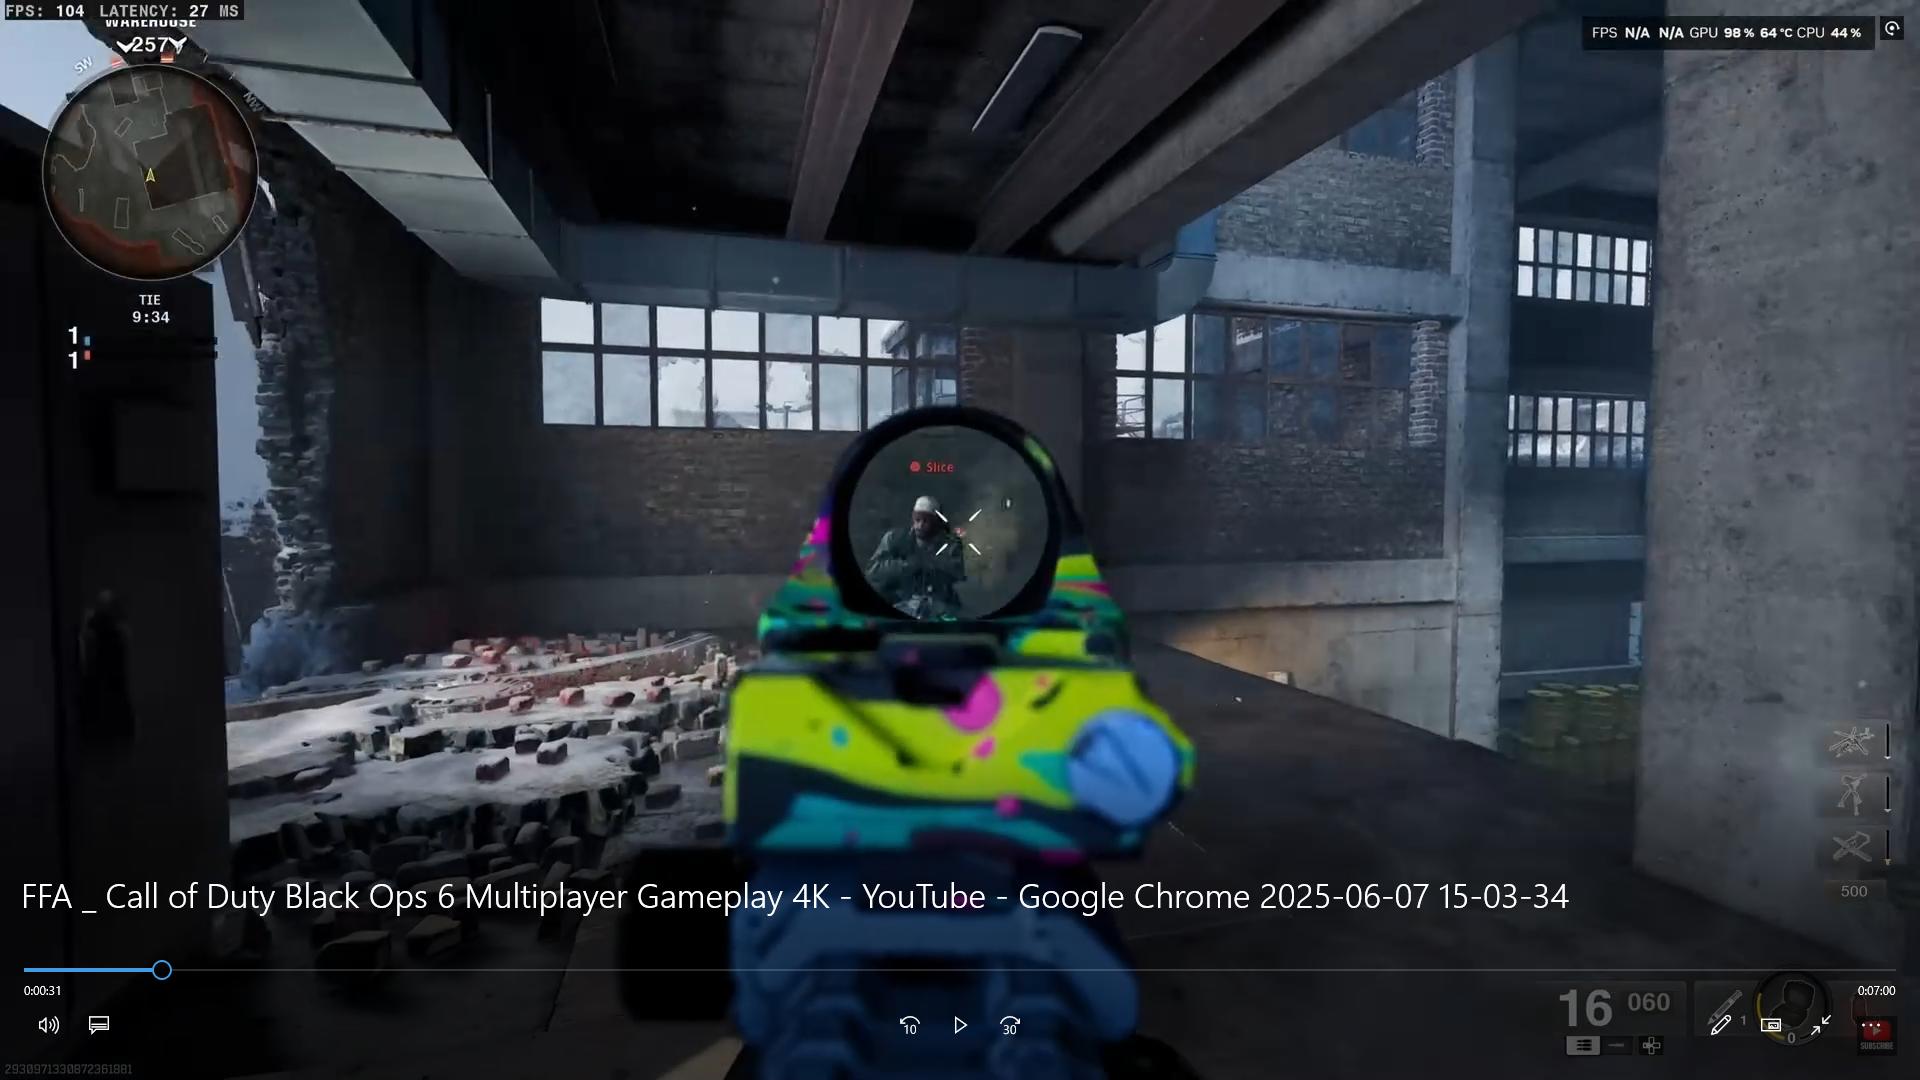 FPS: 104 LATENCY: 27 MS
WAREHOUSE
257
SW
NW
FPS N/A N/A GPU 98% 64°C CPU 44%
TIE
9:34
1
1
Slice
FFA _ Call of Duty Black Ops 6 Multiplayer Gameplay 4K - YouTube - Google Chrome 2025-06-07 15-03-34
500
0:00:31
0:07:00
16 060
1
0
10
30
SUBSCRIBE
2930971330872361881